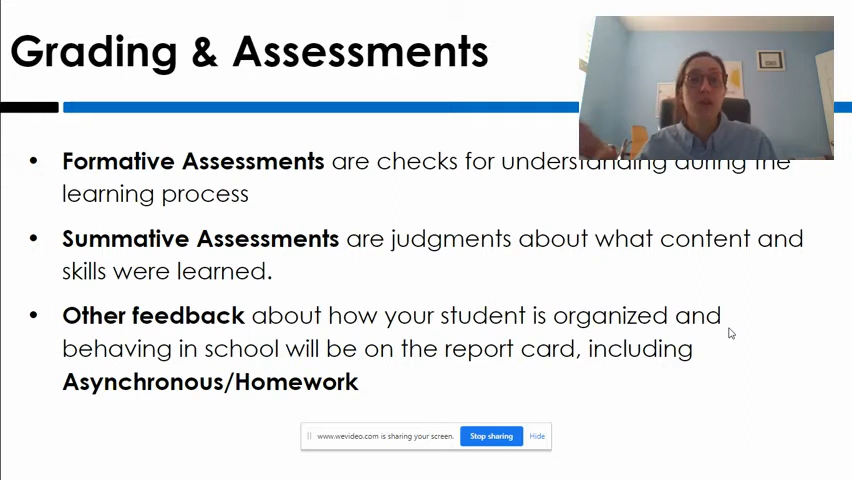 Grading & Assessments
• Formative Assessments are checks for understanding during the
learning process
• Summative Assessments are judgments about what content and
skills were learned.
• Other feedback about how your student is organized and
behaving in school will be on the report card, including
Asynchronous/Homework
www.wevideo.com is sharing your screen. Stop sharing Hide